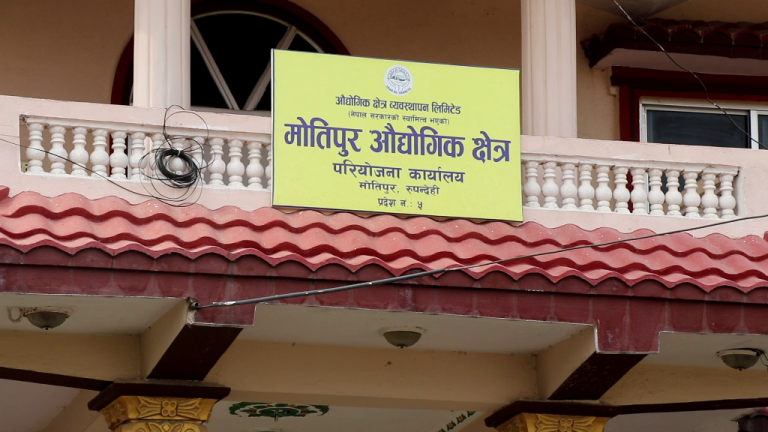 औद्योगिक क्षेत्र व्यवस्थापन लिमिटेड
(नेपाल सरकारको स्वामित्व भएको)
मोतिपुर औद्योगिक क्षेत्र
परियोजना कार्यालय
मोतिपुर, रुपन्देही
प्रदेश न.: ५